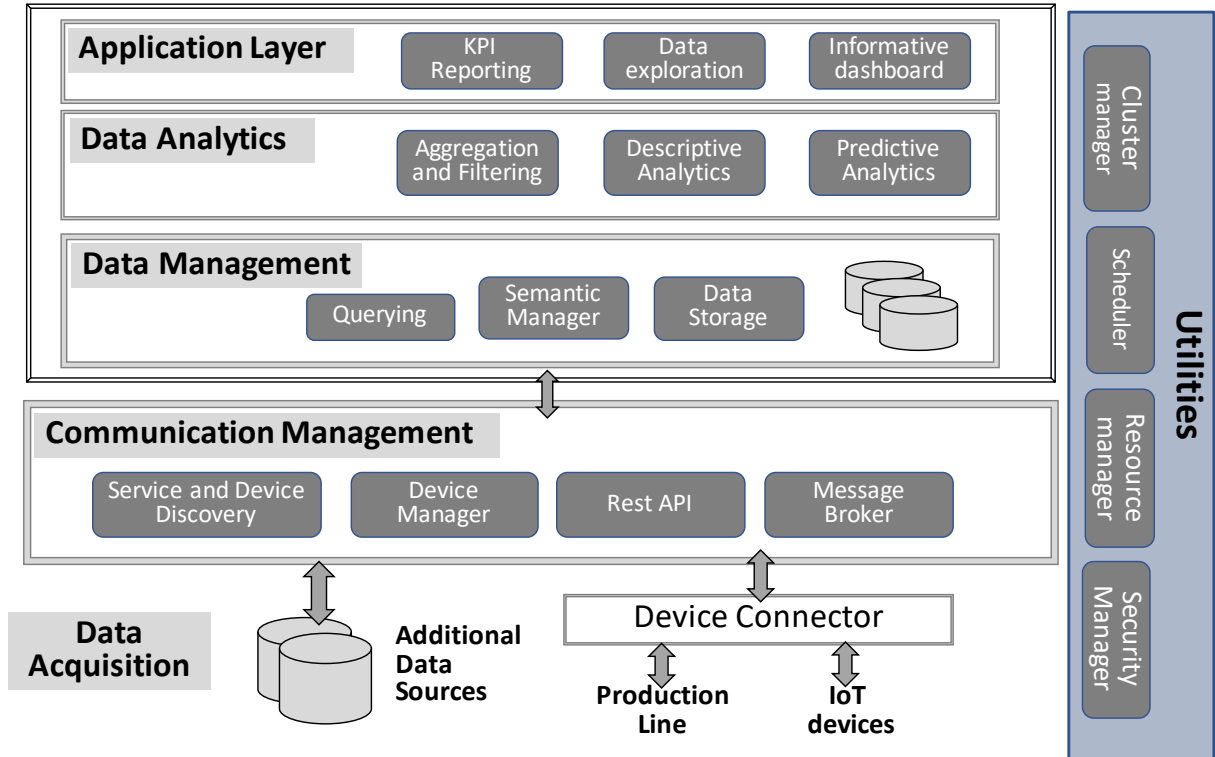 Application Layer
KPI
Reporting
Data
exploration
Informative
dashboard
Data Analytics
Aggregation
and Filtering
Descriptive
Analytics
Predictive
Analytics
Data Management
Querying
Semantic
Manager
Data
Storage
Communication Management
Service and Device
Discovery
Device
Manager
Rest API
Message
Broker
Data
Acquisition
Additional
Data
Sources
Device Connector
Production
Line
IoT
devices
Utilities
Cluster
manager
Scheduler
Resource
manager
Security
Manager